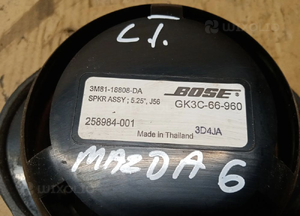 С.Т.
3M81-18808-DA
SPKR ASSY ; 5.25", J56
BOSE
GK3C-66-960
258984-001
Made in Thailand
3D4JA
MAZDA 6